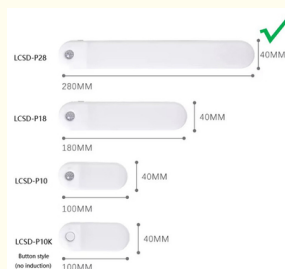 LCSD-P28
40MM
280MM
LCSD-P18
40MM
180MM
LCSD-P10
40MM
100MM
LCSD-P10K
40MM
Button style
(no induction)
100MM